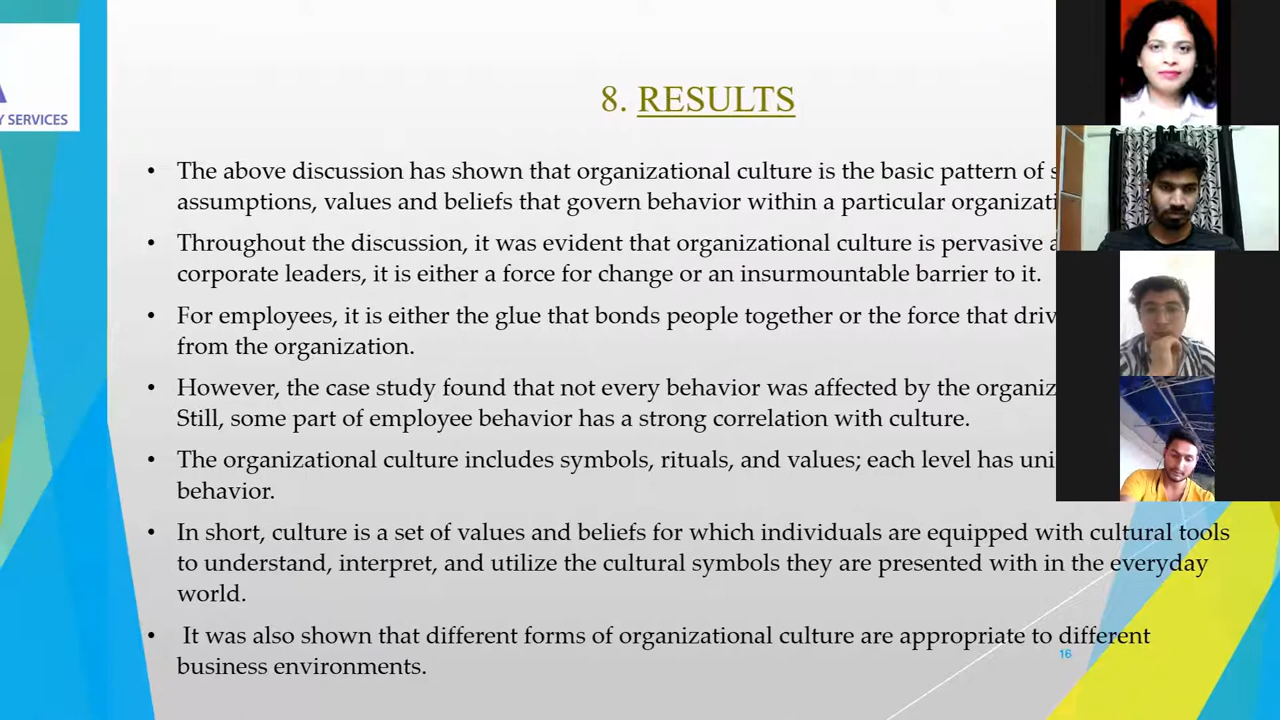 Y SERVICES
8. RESULTS
• The above discussion has shown that organizational culture is the basic pattern of
assumptions, values and beliefs that govern behavior within a particular
• Throughout the discussion, it was evident that organizational culture is pervasive
corporate leaders, it is either a force for change or an insurmountable barrier to it.
• For employees, it is either the glue that bonds people together or the force that
from the organization.
• However, the case study found that not every behavior was affected by the
Still, some part of employee behavior has a strong correlation with culture.
• The organizational culture includes symbols, rituals, and values; each level has
behavior.
• In short, culture is a set of values and beliefs for which individuals are equipped with cultural tools
to understand, interpret, and utilize the cultural symbols they are presented with in the everyday
world.
• It was also shown that different forms of organizational culture are appropriate to different
business environments.
16